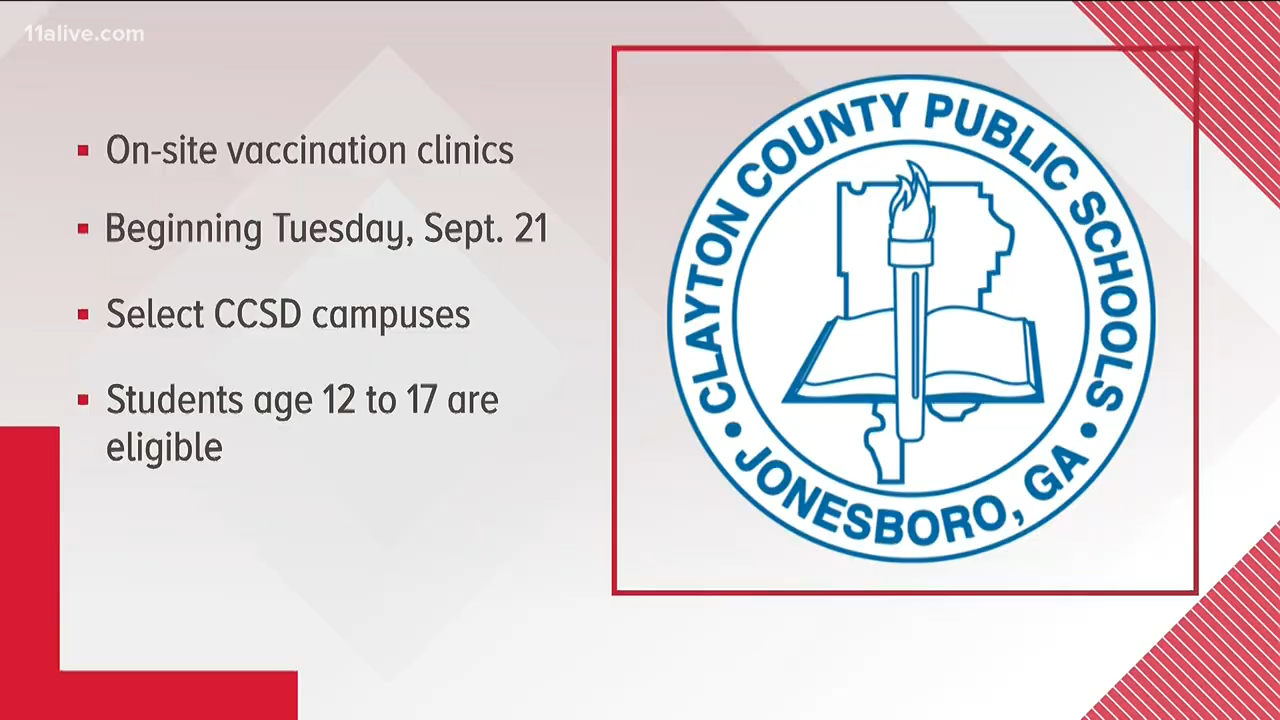 11alive.com
On-site vaccination clinics
Beginning Tuesday, Sept. 21
Select CCSD campuses
Students age 12 to 17 are
eligible
CLAYTON COUNTY PUBLIC SCHOOLS
• JONESBORO, GA •